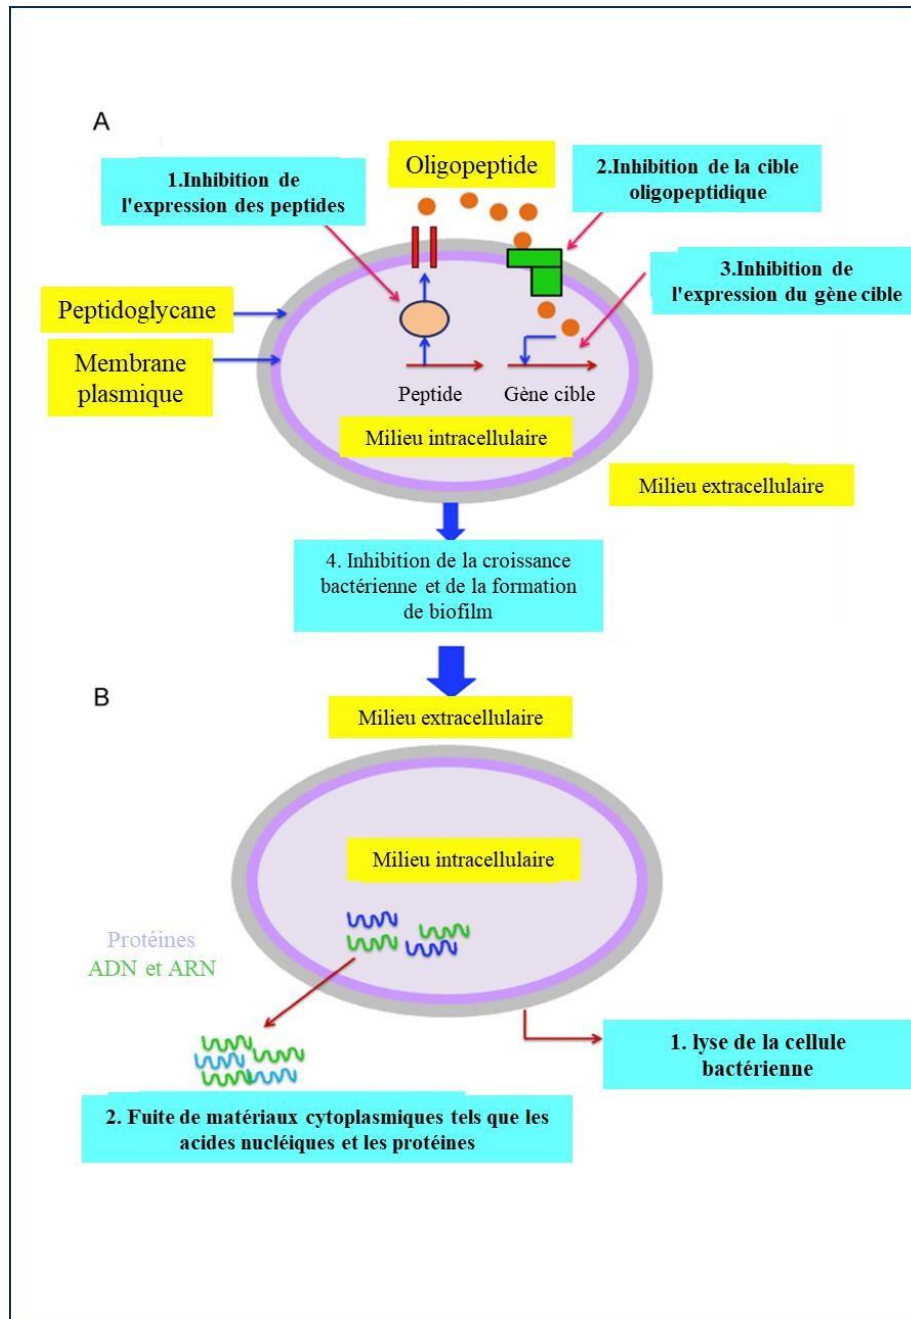 A
1.Inhibition de
l'expression des peptides
Oligopeptide
2.Inhibition de la cible
oligopeptidique
3.Inhibition de
l'expression du gène cible
Peptidoglycane
Membrane
plasmique
Peptide
Gène cible
Milieu intracellulaire
Milieu extracellulaire
4. Inhibition de la croissance
bactérienne et de la formation
de biofilm
B
Milieu extracellulaire
Milieu intracellulaire
Protéines
ADN et ARN
1. lyse de la cellule
bactérienne
2. Fuite de matériaux cytoplasmiques tels que les
acides nucléiques et les protéines